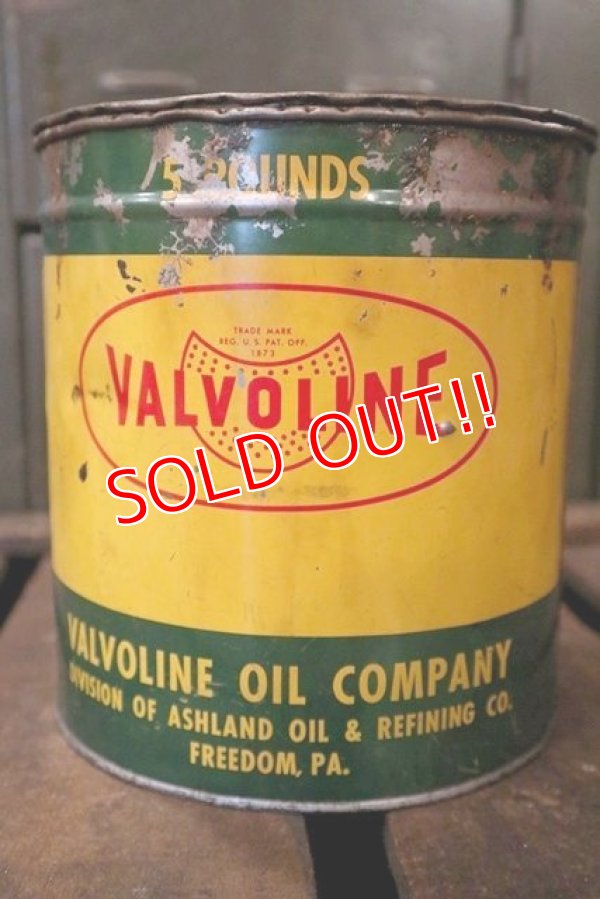 5 POUNDS
TRADE MARK
REG. U.S. PAT. OFF.
1873
VALVOLINE
SOLD OUT!!
VALVOLINE OIL COMPANY
DIVISION OF ASHLAND OIL & REFINING CO.
FREEDOM, PA.